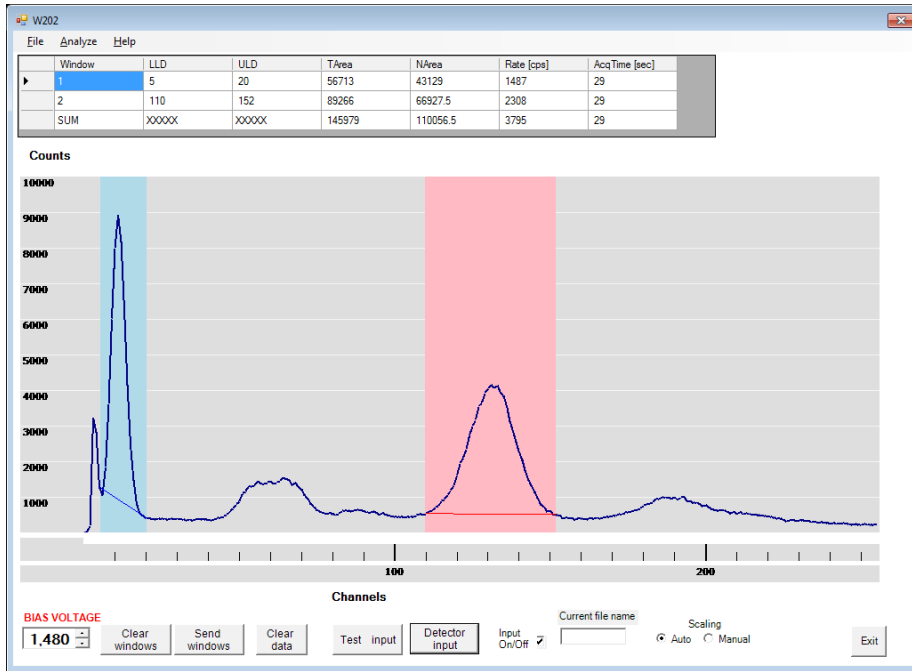 W202
File Analyze Help
Window LLD ULD TArea NArea Rate [cps] AcqTime [sec]
1 5 20 56713 43129 1487 29
2 110 152 89266 66927.5 2308 29
SUM XXXXX XXXXX 145979 110056.5 3795 29
Counts
10000
9000
8000
7000
6000
5000
4000
3000
2000
1000
100 200
Channels
BIAS VOLTAGE
1,480
Clear
windows
Send
windows
Clear
data
Test input
Detector
input
Input
On/Off
Current file name
Scaling
Auto Manual
Exit